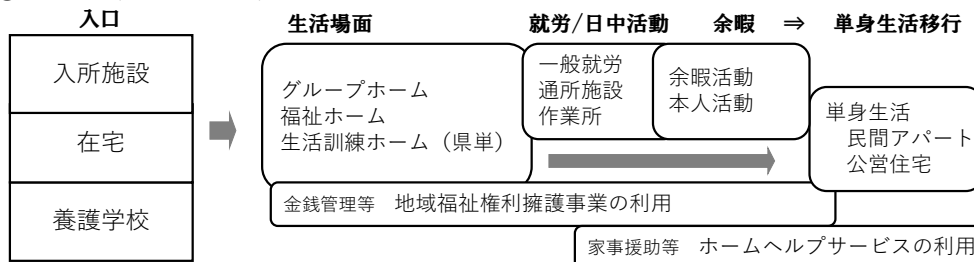 入口
生活場面
就労/日中活動
余暇
⇒
単身生活移行
入所施設
在宅
養護学校
グループホーム
福祉ホーム
生活訓練ホーム（県単）
一般就労
通所施設
作業所
余暇活動
本人活動
単身生活
民間アパート
公営住宅
金銭管理等 地域福祉権利擁護事業の利用
家事援助等 ホームヘルプサービスの利用